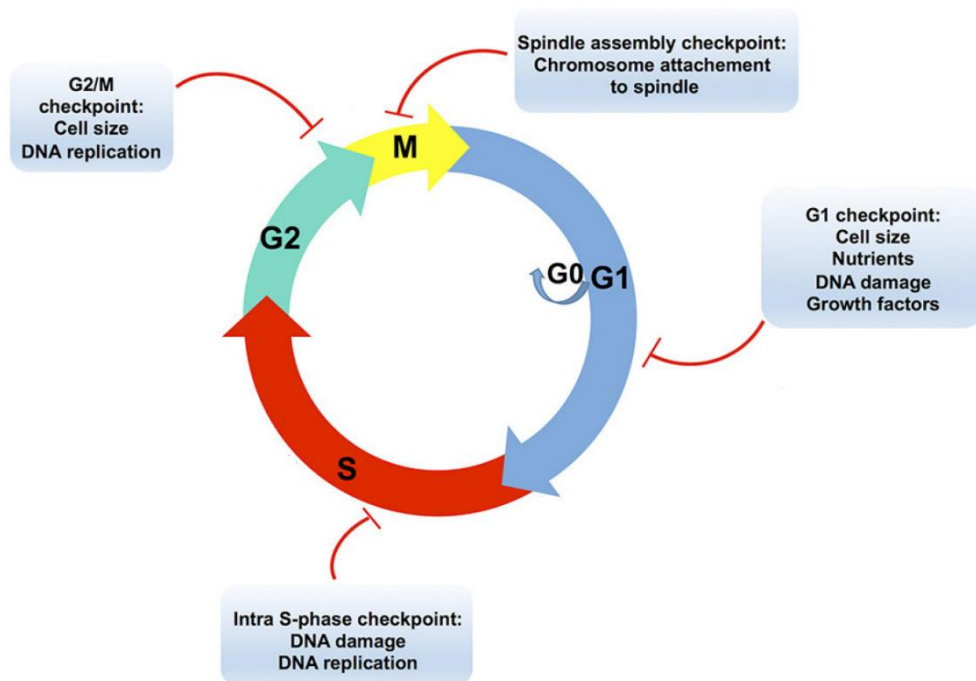 Spindle assembly checkpoint:
Chromosome attachement
to spindle
G2/M
checkpoint:
Cell size
DNA replication
M
G2
G0
G1
G1 checkpoint:
Cell size
Nutrients
DNA damage
Growth factors
S
Intra S-phase checkpoint:
DNA damage
DNA replication